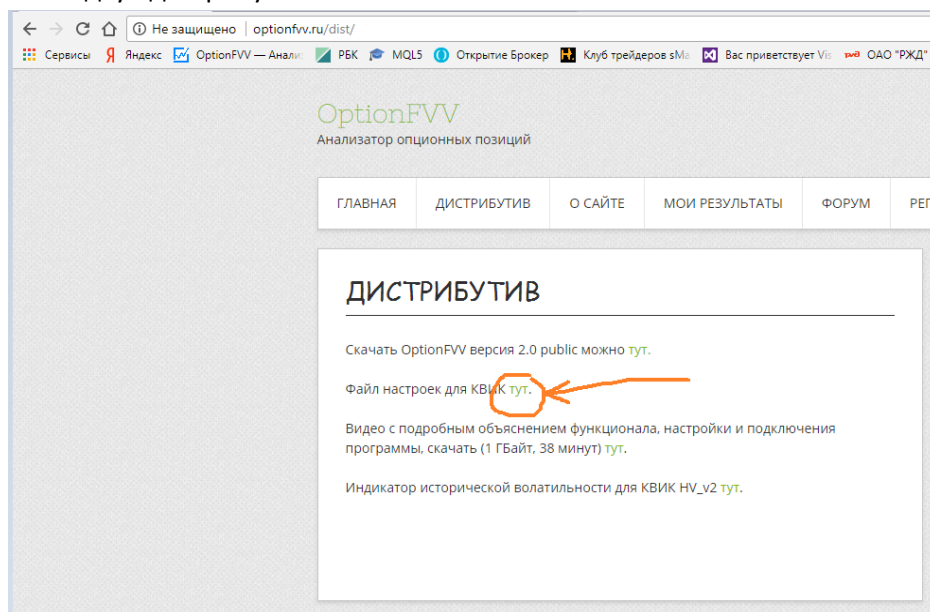 Не защищено optionfvv.ru/dist/
Сервисы Яндекс OptionFVV — Анали РБК MQL5 Открытие Брокер Клуб трейдеров sMa Вас приветствует Vis ОАО "РЖД"
OptionFVV
Анализатор опционных позиций
ГЛАВНАЯ ДИСТРИБУТИВ О САЙТЕ МОИ РЕЗУЛЬТАТЫ ФОРУМ
ДИСТРИБУТИВ
Скачать OptionFVV версия 2.0 public можно тут.
Файл настроек для КВИК тут.
Видео с подробным объяснением функционала, настройки и подключения
программы, скачать (1 ГБайт, 38 минут) тут.
Индикатор исторической волатильности для КВИК HV_v2 тут.